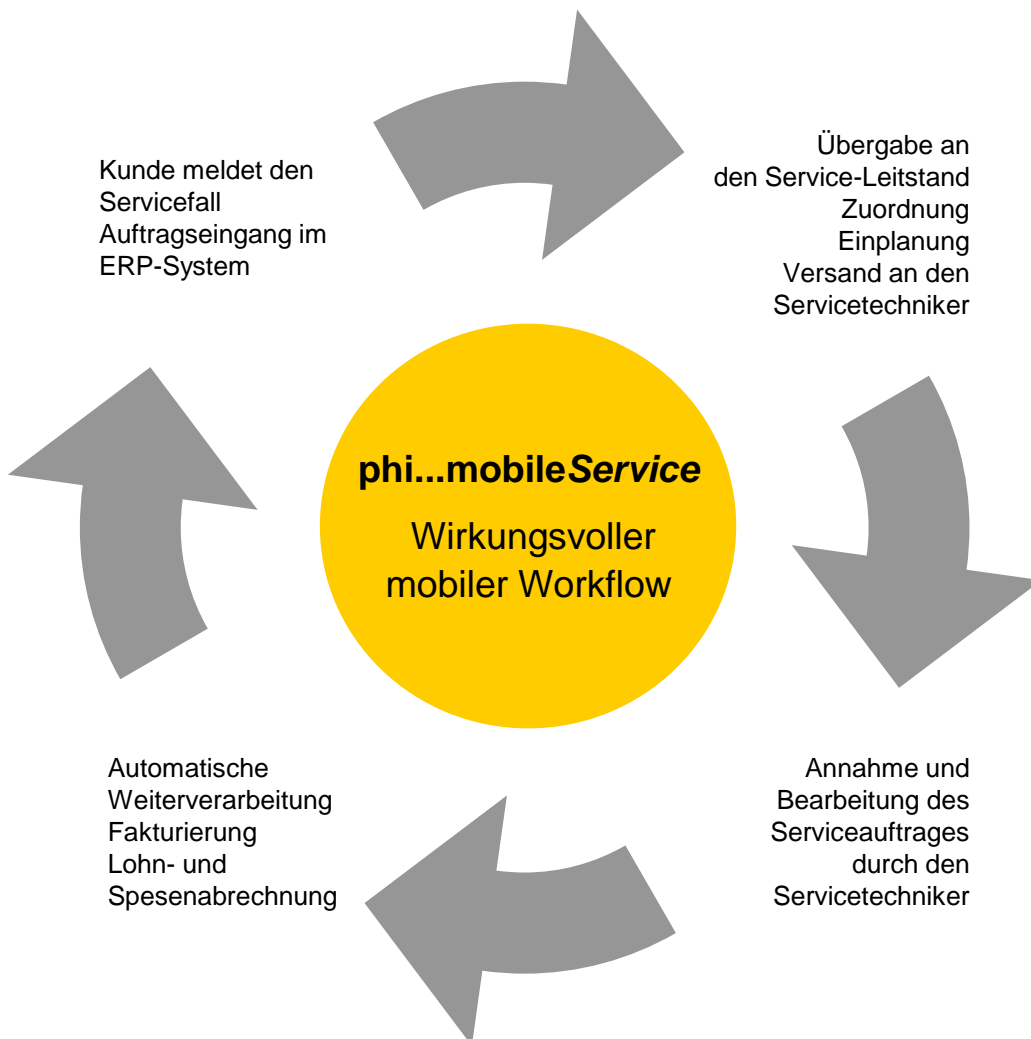 Kunde meldet den
Servicefall
Auftragseingang im
ERP-System
Übergabe an
den Service-Leitstand
Zuordnung
Einplanung
Versand an den
Servicetechniker
phi...mobileService
Wirkungsvoller
mobiler Workflow
Automatische
Weiterverarbeitung
Fakturierung
Lohn- und
Spesenabrechnung
Annahme und
Bearbeitung des
Serviceauftrages
durch den
Servicetechniker